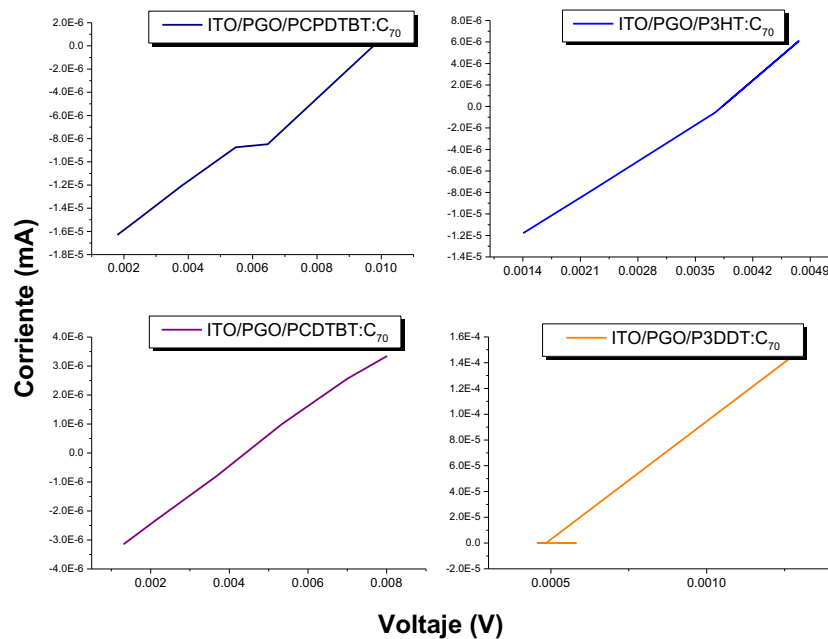 ITO/PGO/PCPDTBT:C70
2.0E-6
0.0
-2.0E-6
-4.0E-6
-6.0E-6
-8.0E-6
-1.0E-5
-1.2E-5
-1.4E-5
-1.6E-5
-1.8E-5
0.002 0.004 0.006 0.008 0.010
ITO/PGO/P3HT:C70
8.0E-6
6.0E-6
4.0E-6
2.0E-6
0.0
-2.0E-6
-4.0E-6
-6.0E-6
-8.0E-6
-1.0E-5
-1.2E-5
-1.4E-5
0.0014 0.0021 0.0028 0.0035 0.0042 0.0049
Corriente (mA)
ITO/PGO/PCDTBT:C70
4.0E-6
3.0E-6
2.0E-6
1.0E-6
0.0
-1.0E-6
-2.0E-6
-3.0E-6
-4.0E-6
0.002 0.004 0.006 0.008
ITO/PGO/P3DDT:C70
1.6E-4
1.4E-4
1.2E-4
1.0E-4
8.0E-5
6.0E-5
4.0E-5
2.0E-5
0.0
-2.0E-5
0.0005 0.0010
Voltaje (V)